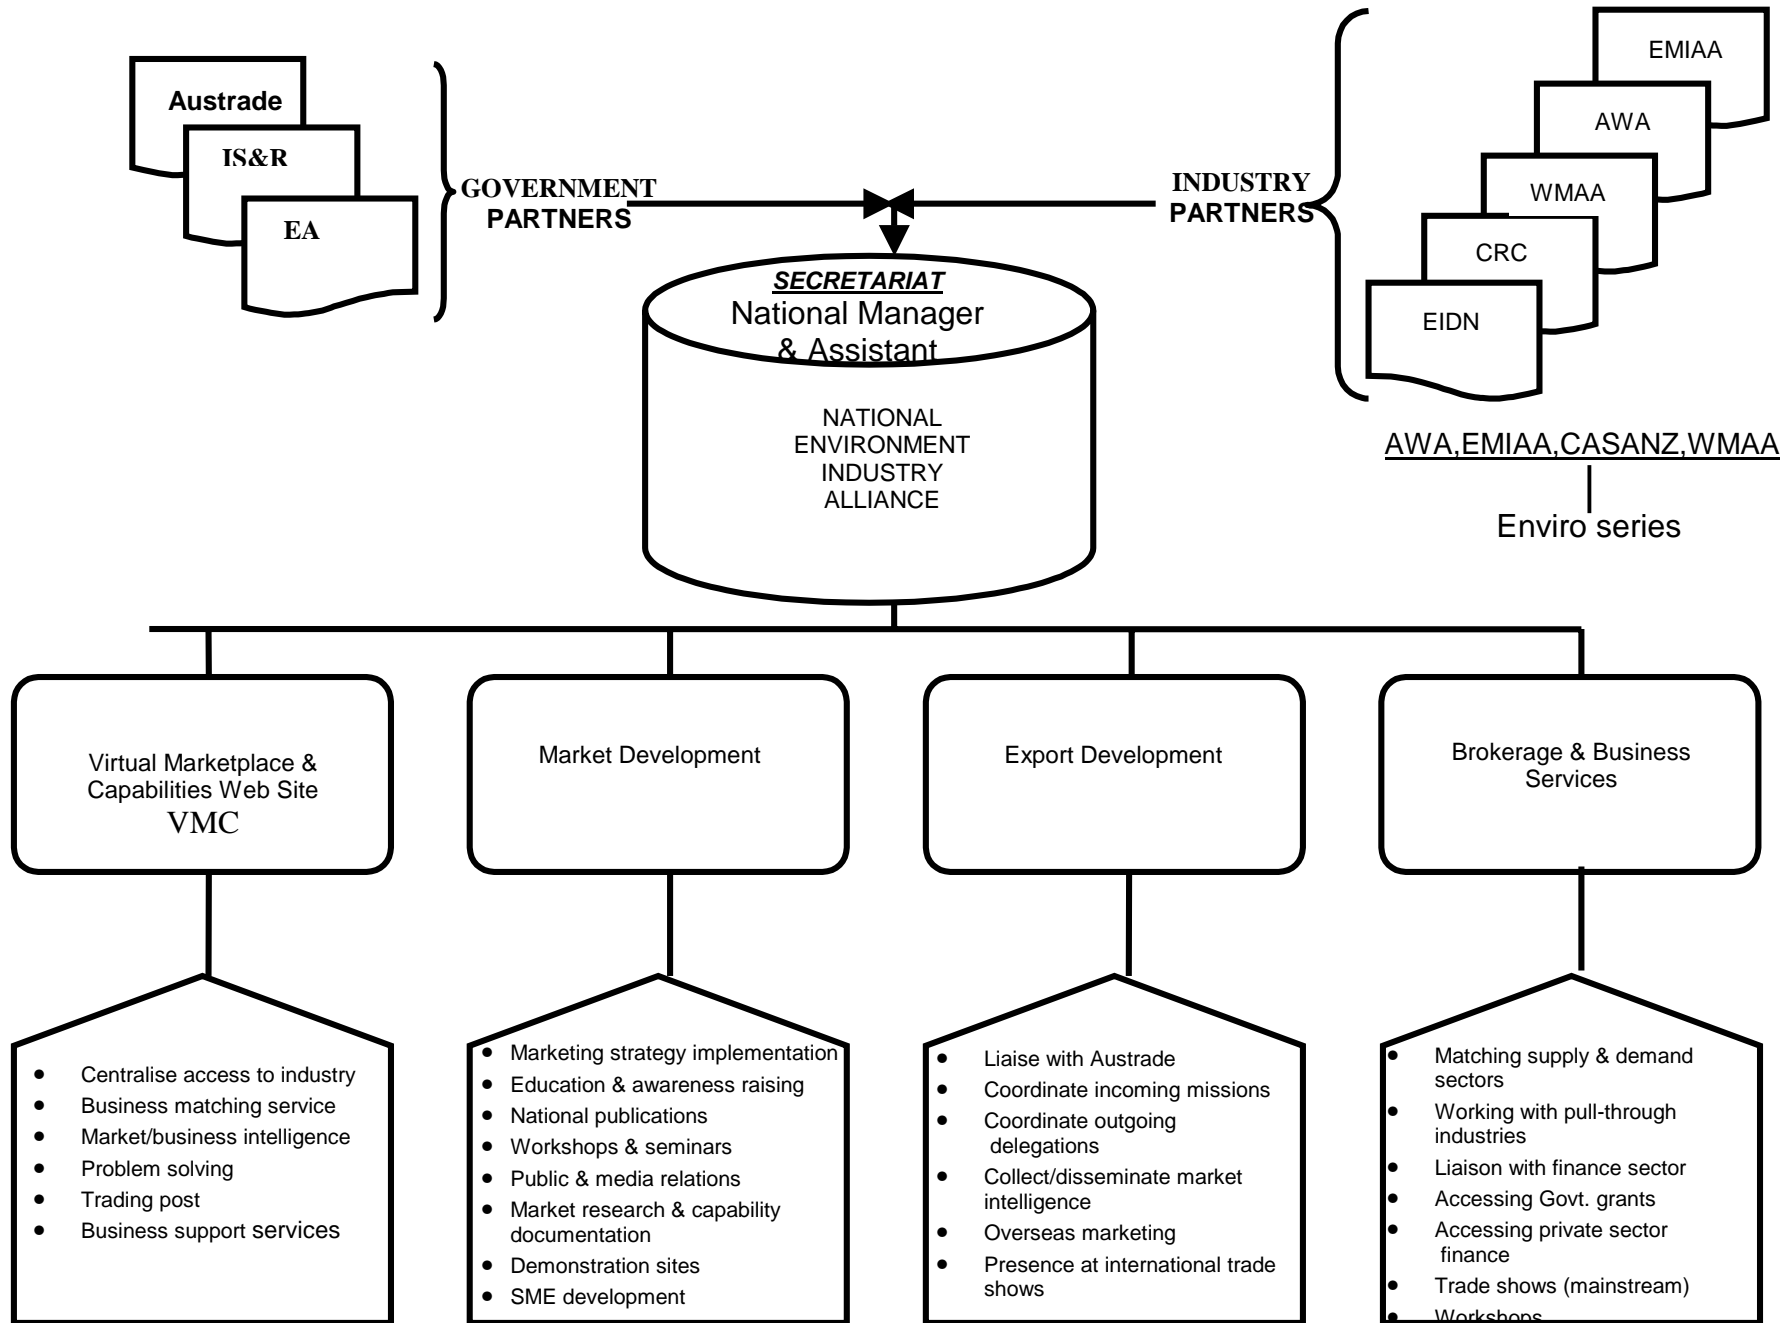 Austrade
IS&R
EA
GOVERNMENT
PARTNERS
INDUSTRY
PARTNERS
EMIAA
AWA
WMAA
CRC
EIDN
SECRETARIAT
National Manager
& Assistant
NATIONAL
ENVIRONMENT
INDUSTRY
ALLIANCE
AWA,EMIAA,CASANZ,WMAA
Enviro series
Virtual Marketplace &
Capabilities Web Site
VMC
Market Development
Export Development
Brokerage & Business
Services
• Centralise access to industry
• Business matching service
• Market/business intelligence
• Problem solving
• Trading post
• Business support services
• Marketing strategy implementation
• Education & awareness raising
• National publications
• Workshops & seminars
• Public & media relations
• Market research & capability
documentation
• Demonstration sites
• SME development
• Liaise with Austrade
• Coordinate incoming missions
• Coordinate outgoing
delegations
• Collect/disseminate market
intelligence
• Overseas marketing
• Presence at international trade
shows
• Matching supply & demand
sectors
• Working with pull-through
industries
• Liaison with finance sector
• Accessing Govt. grants
• Accessing private sector
finance
• Trade shows (mainstream)
• Workshops